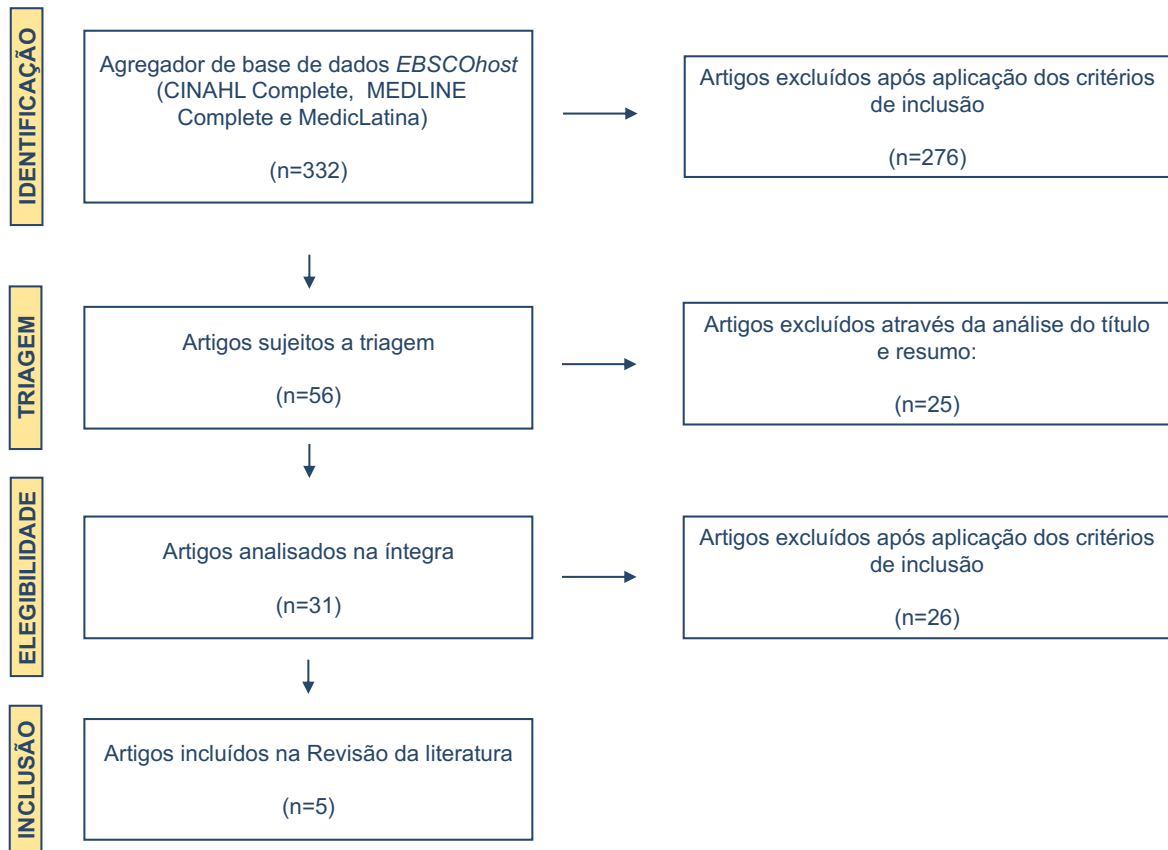 IDENTIFICAÇÃO
Agregador de base de dados EBSCOhost
(CINAHL Complete, MEDLINE
Complete e MedicLatina)
(n=332)
Artigos excluídos após aplicação dos critérios
de inclusão
(n=276)
TRIAGEM
Artigos sujeitos a triagem
(n=56)
Artigos excluídos através da análise do título
e resumo:
(n=25)
ELEGIBILIDADE
Artigos analisados na íntegra
(n=31)
Artigos excluídos após aplicação dos critérios
de inclusão
(n=26)
INCLUSÃO
Artigos incluídos na Revisão da literatura
(n=5)